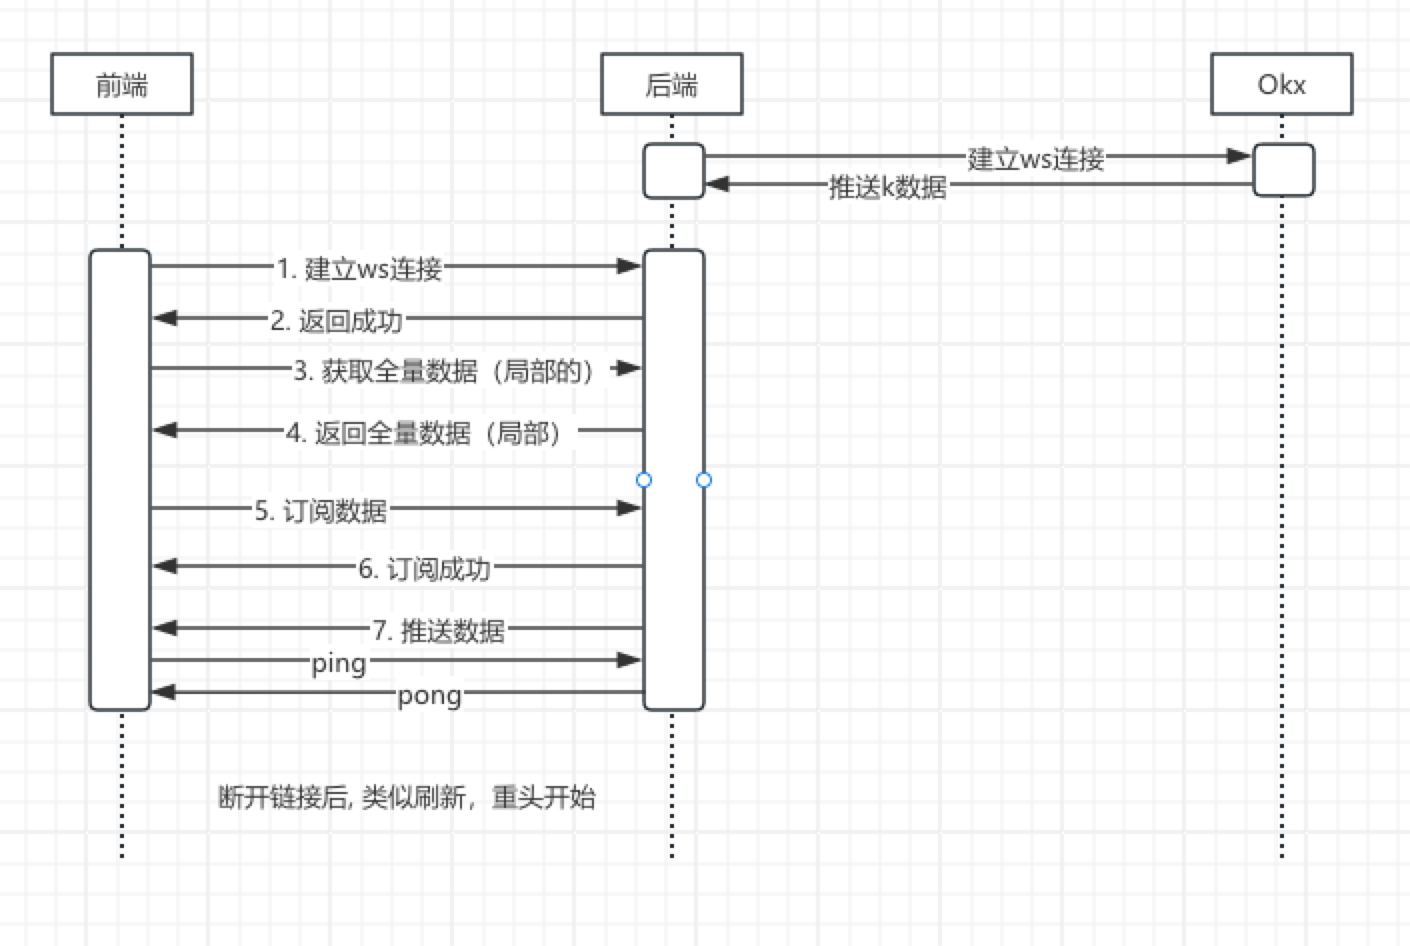 前端
后端
Okx
建立ws连接
推送k数据
1. 建立ws连接
2. 返回成功
3. 获取全量数据（局部的）
4. 返回全量数据（局部）
5. 订阅数据
6. 订阅成功
7. 推送数据
ping
pong
断开链接后, 类似刷新，重头开始